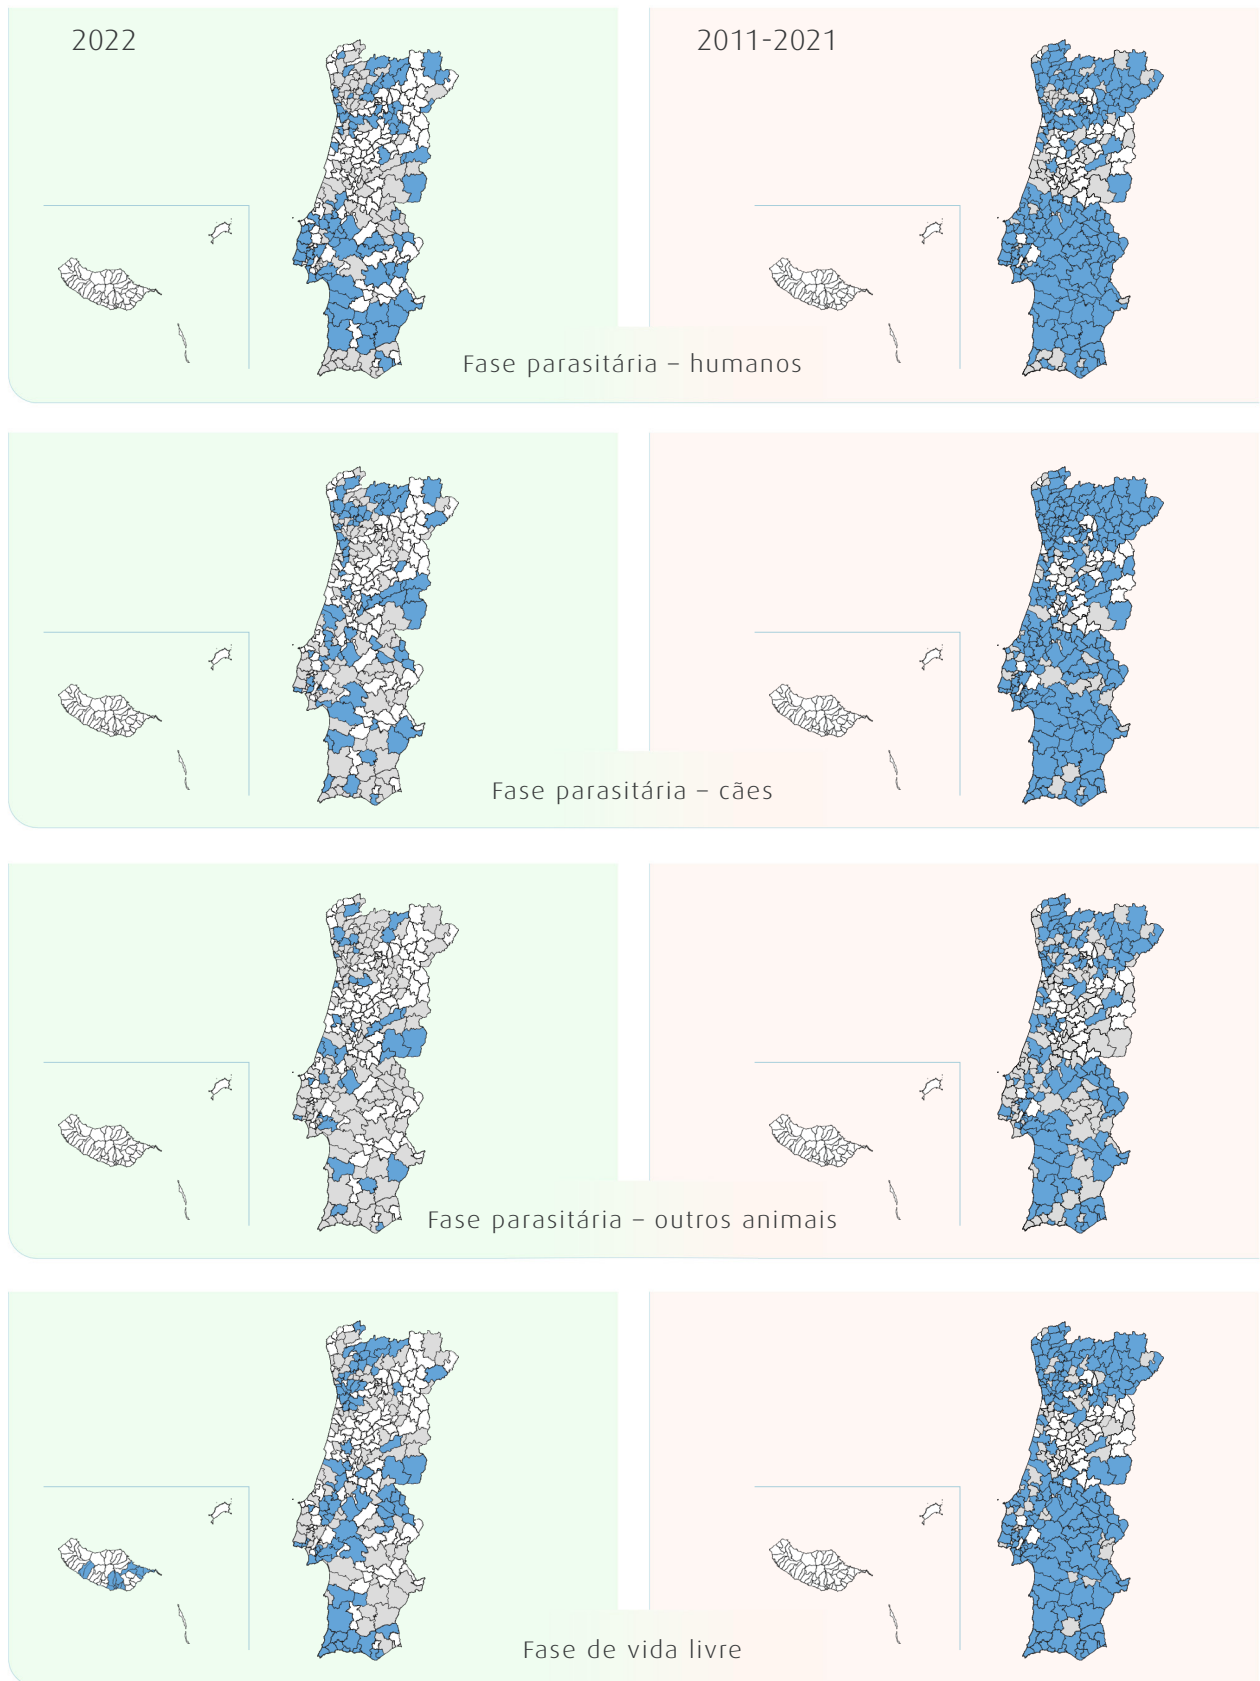 2022
2011-2021
Fase parasitária – humanos
Fase parasitária – cães
Fase parasitária – outros animais
Fase de vida livre